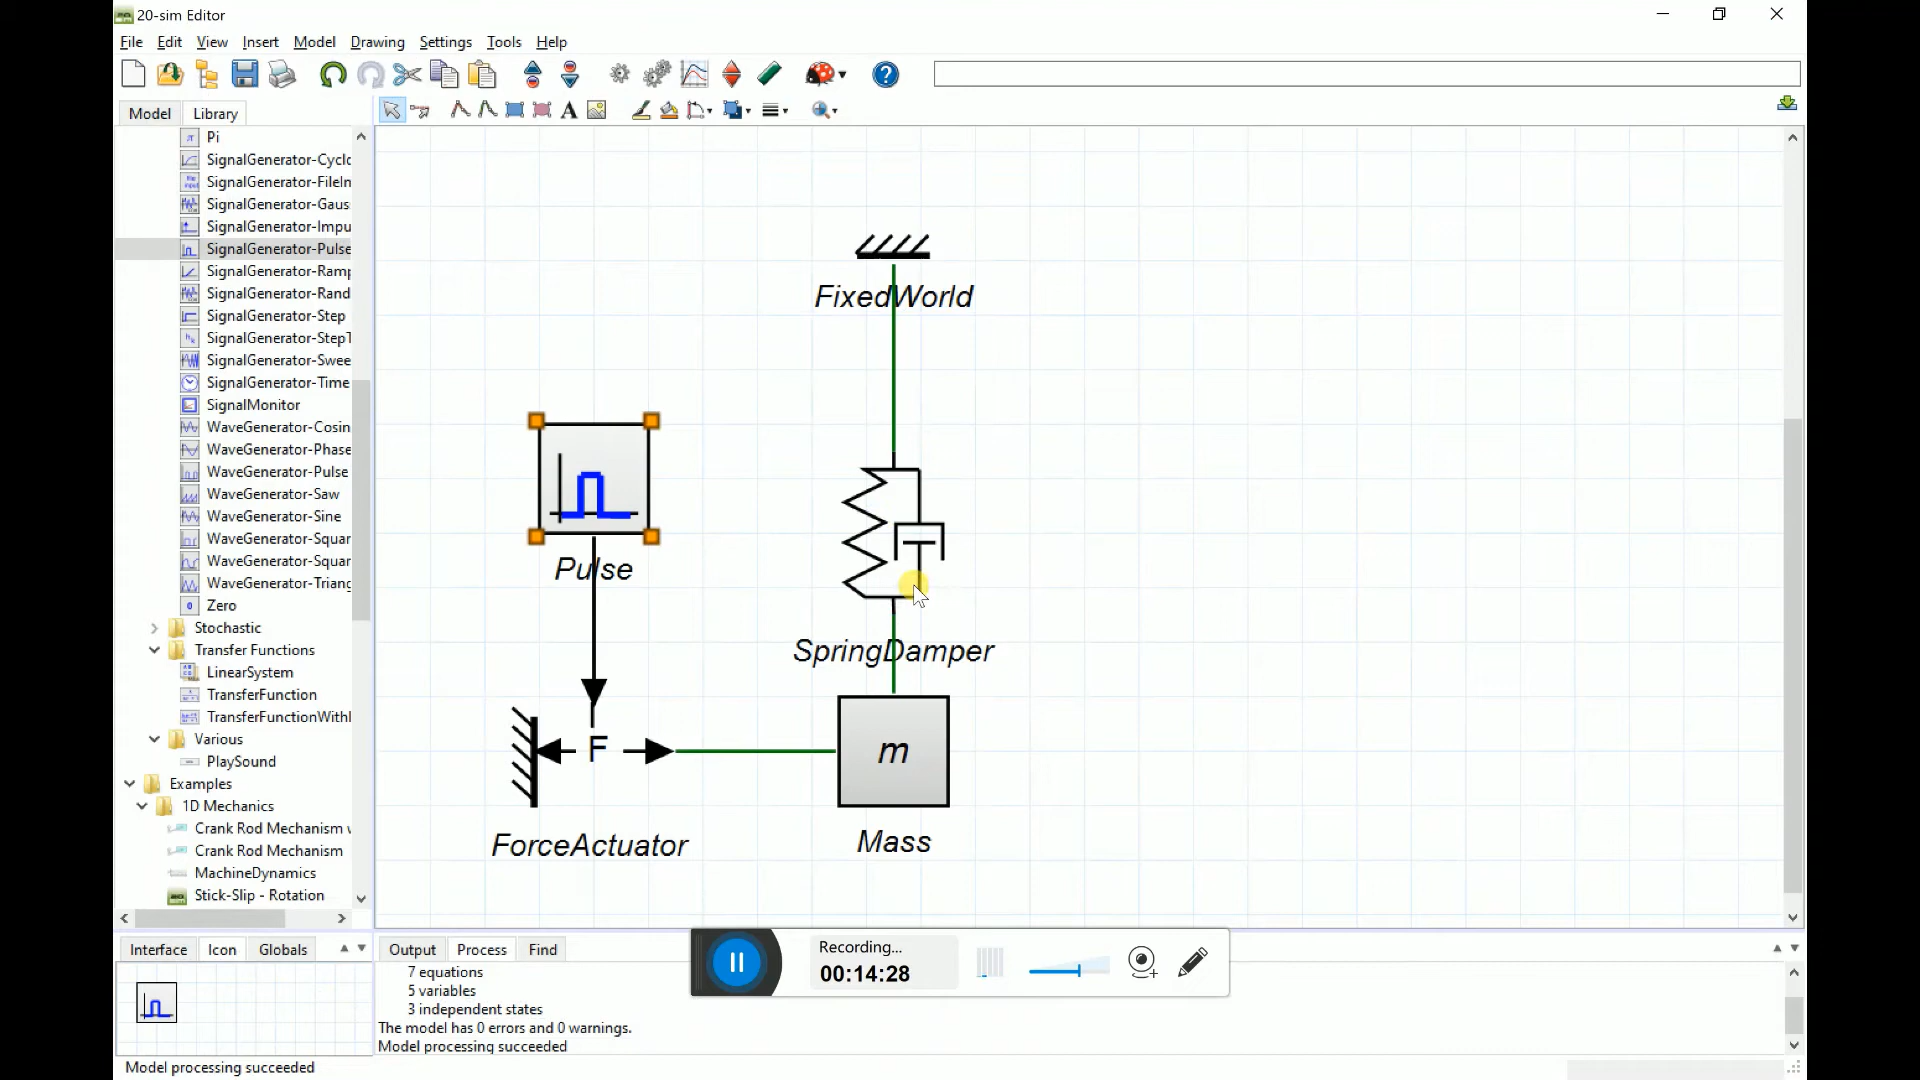 20-sim Editor
File Edit View Insert Model Drawing Settings Tools Help
Model Library
Pi
SignalGenerator-Cyclo
SignalGenerator-FileIn
SignalGenerator-Gaus
SignalGenerator-Impu
SignalGenerator-Pulse
SignalGenerator-Ramp
SignalGenerator-Rand
SignalGenerator-Step
SignalGenerator-StepT
SignalGenerator-Swee
SignalGenerator-Time
SignalMonitor
WaveGenerator-Cosin
WaveGenerator-Phase
WaveGenerator-Pulse
WaveGenerator-Saw
WaveGenerator-Sine
WaveGenerator-Squar
WaveGenerator-Squar
WaveGenerator-Triang
Zero
Stochastic
Transfer Functions
LinearSystem
TransferFunction
TransferFunctionWithI
Various
PlaySound
Examples
1D Mechanics
Crank Rod Mechanism v
Crank Rod Mechanism
MachineDynamics
Stick-Slip - Rotation
FixedWorld
Pulse
SpringDamper
F
m
ForceActuator
Mass
Interface Icon Globals
Output Process Find
7 equations
5 variables
3 independent states
The model has 0 errors and 0 warnings.
Model processing succeeded
Recording...
00:14:28
Model processing succeeded